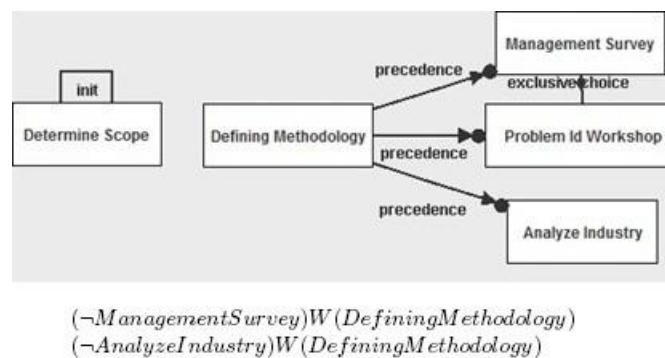 Management Survey
precedence
exclusive choice
init
Determine Scope
Defining Methodology
Problem Id Workshop
precedence
precedence
Analyze Industry
(¬ManagementSurvey)W(DefiningMethodology)
(¬AnalyzeIndustry)W(DefiningMethodology)